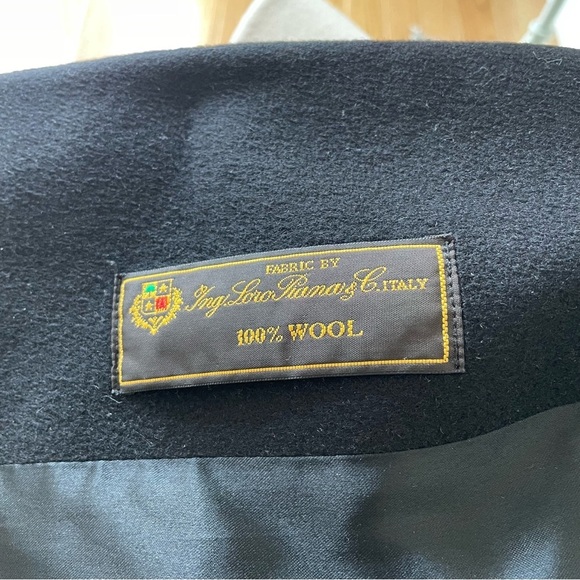 FABRIC BY
Ing. Loro Piana & C. ITALY
100% WOOL